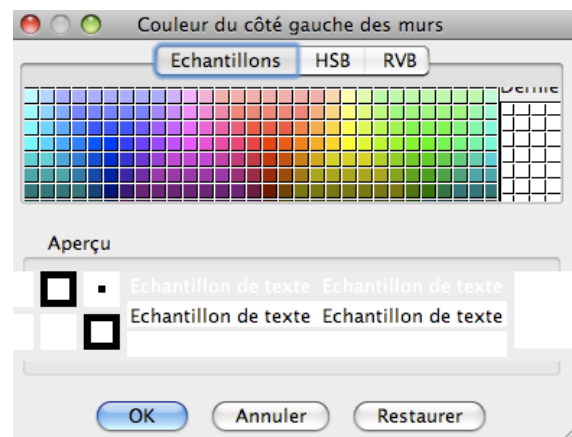 Couleur du côté gauche des murs
Echantillons HSB RVB
Aperçu
Echantillon de texte Echantillon de texte
Echantillon de texte Echantillon de texte
OK Annuler Restaurer